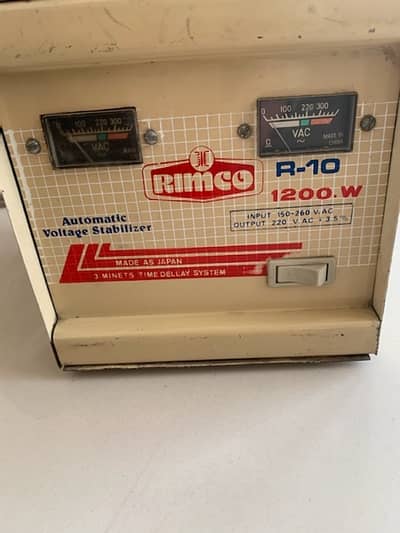 100 220 300
VAC
0 100 220 300
VAC
~
Ω
MADE IN
CHINA
RIMCO
R-10
1200.W
Automatic
Voltage Stabilizer
INPUT 150-260 V.AC
OUTPUT 220 .V.AC ± 3.5%
MADE AS JAPAN
3 MINETS TIME DELLAY SYSTEM